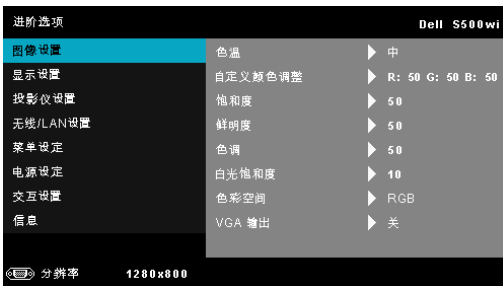 进阶选项 Dell S500wi
图像设置 色温 中
显示设置 自定义颜色调整 R: 50 G: 50 B: 50
投影仪设置 饱和度 50
无线/LAN设置 鲜明度 50
菜单设定 色调 50
电源设定 白光饱和度 10
交互设置 色彩空间 RGB
信息 VGA 输出 关
分辨率 1280x800